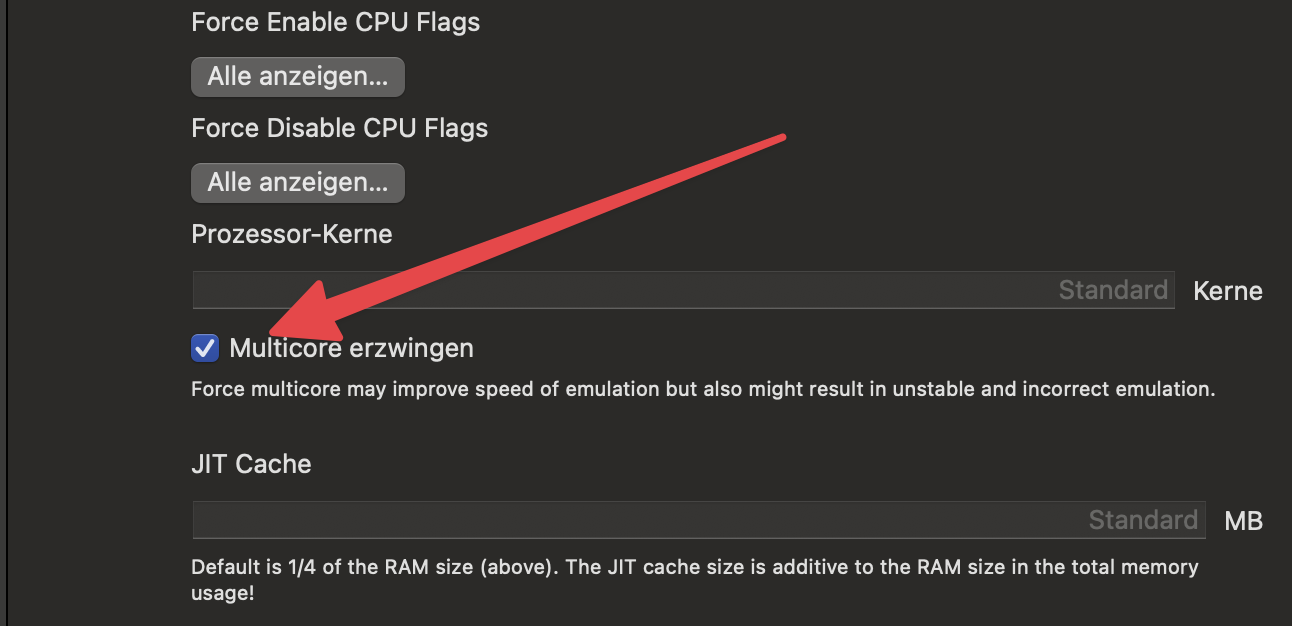 Force Enable CPU Flags
Alle anzeigen...
Force Disable CPU Flags
Alle anzeigen...
Prozessor-Kerne
Standard Kerne
Multicore erzwingen
Force multicore may improve speed of emulation but also might result in unstable and incorrect emulation.
JIT Cache
Standard MB
Default is 1/4 of the RAM size (above). The JIT cache size is additive to the RAM size in the total memory
usage!